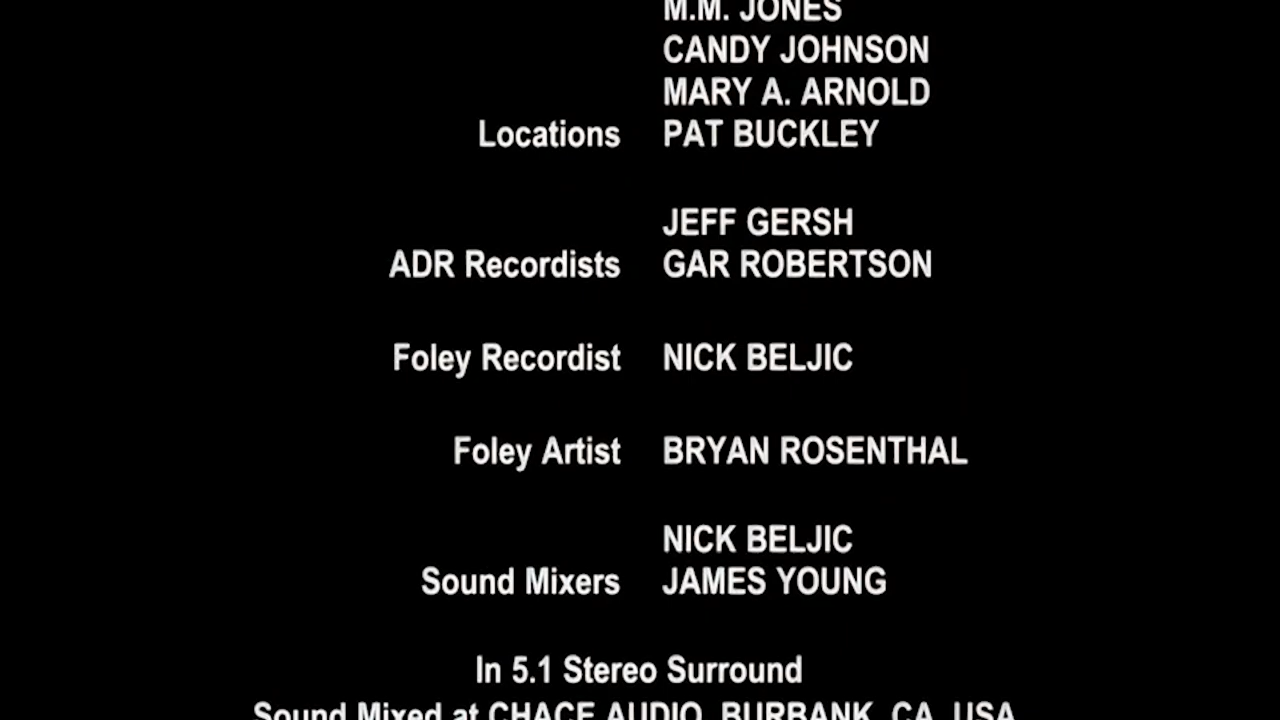 M.M. JONES
CANDY JOHNSON
MARY A. ARNOLD
Locations PAT BUCKLEY
JEFF GERSH
ADR Recordists GAR ROBERTSON
Foley Recordist NICK BELJIC
Foley Artist BRYAN ROSENTHAL
NICK BELJIC
Sound Mixers JAMES YOUNG
In 5.1 Stereo Surround
Sound Mixed at CHACE AUDIO, BURBANK, CA, USA